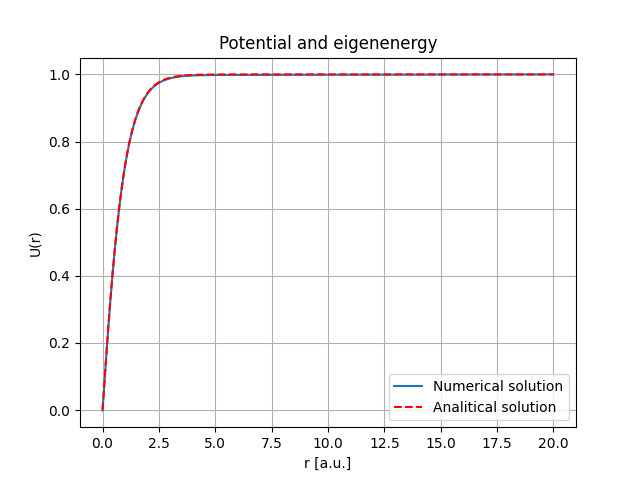 Potential and eigenenergy
1.0
0.8
0.6
0.4
0.2
0.0
U(r)
0.0 2.5 5.0 7.5 10.0 12.5 15.0 17.5 20.0
r [a.u.]
Numerical solution
Analitical solution